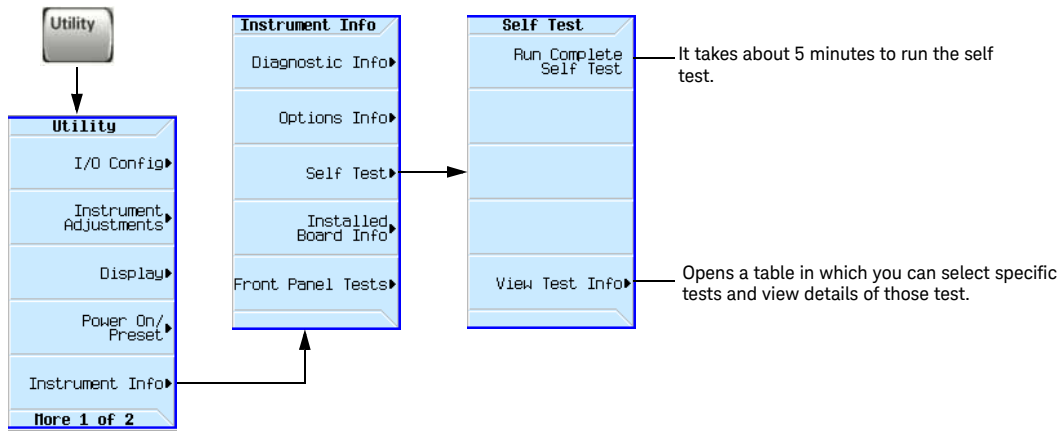 Utility
Utility
I/O Config
Instrument
Adjustments
Display
Power On/
Preset
Instrument Info
More 1 of 2
Instrument Info
Diagnostic Info
Options Info
Self Test
Installed
Board Info
Front Panel Tests
Self Test
Run Complete
Self Test
View Test Info
It takes about 5 minutes to run the self
test.
Opens a table in which you can select specific
tests and view details of those test.